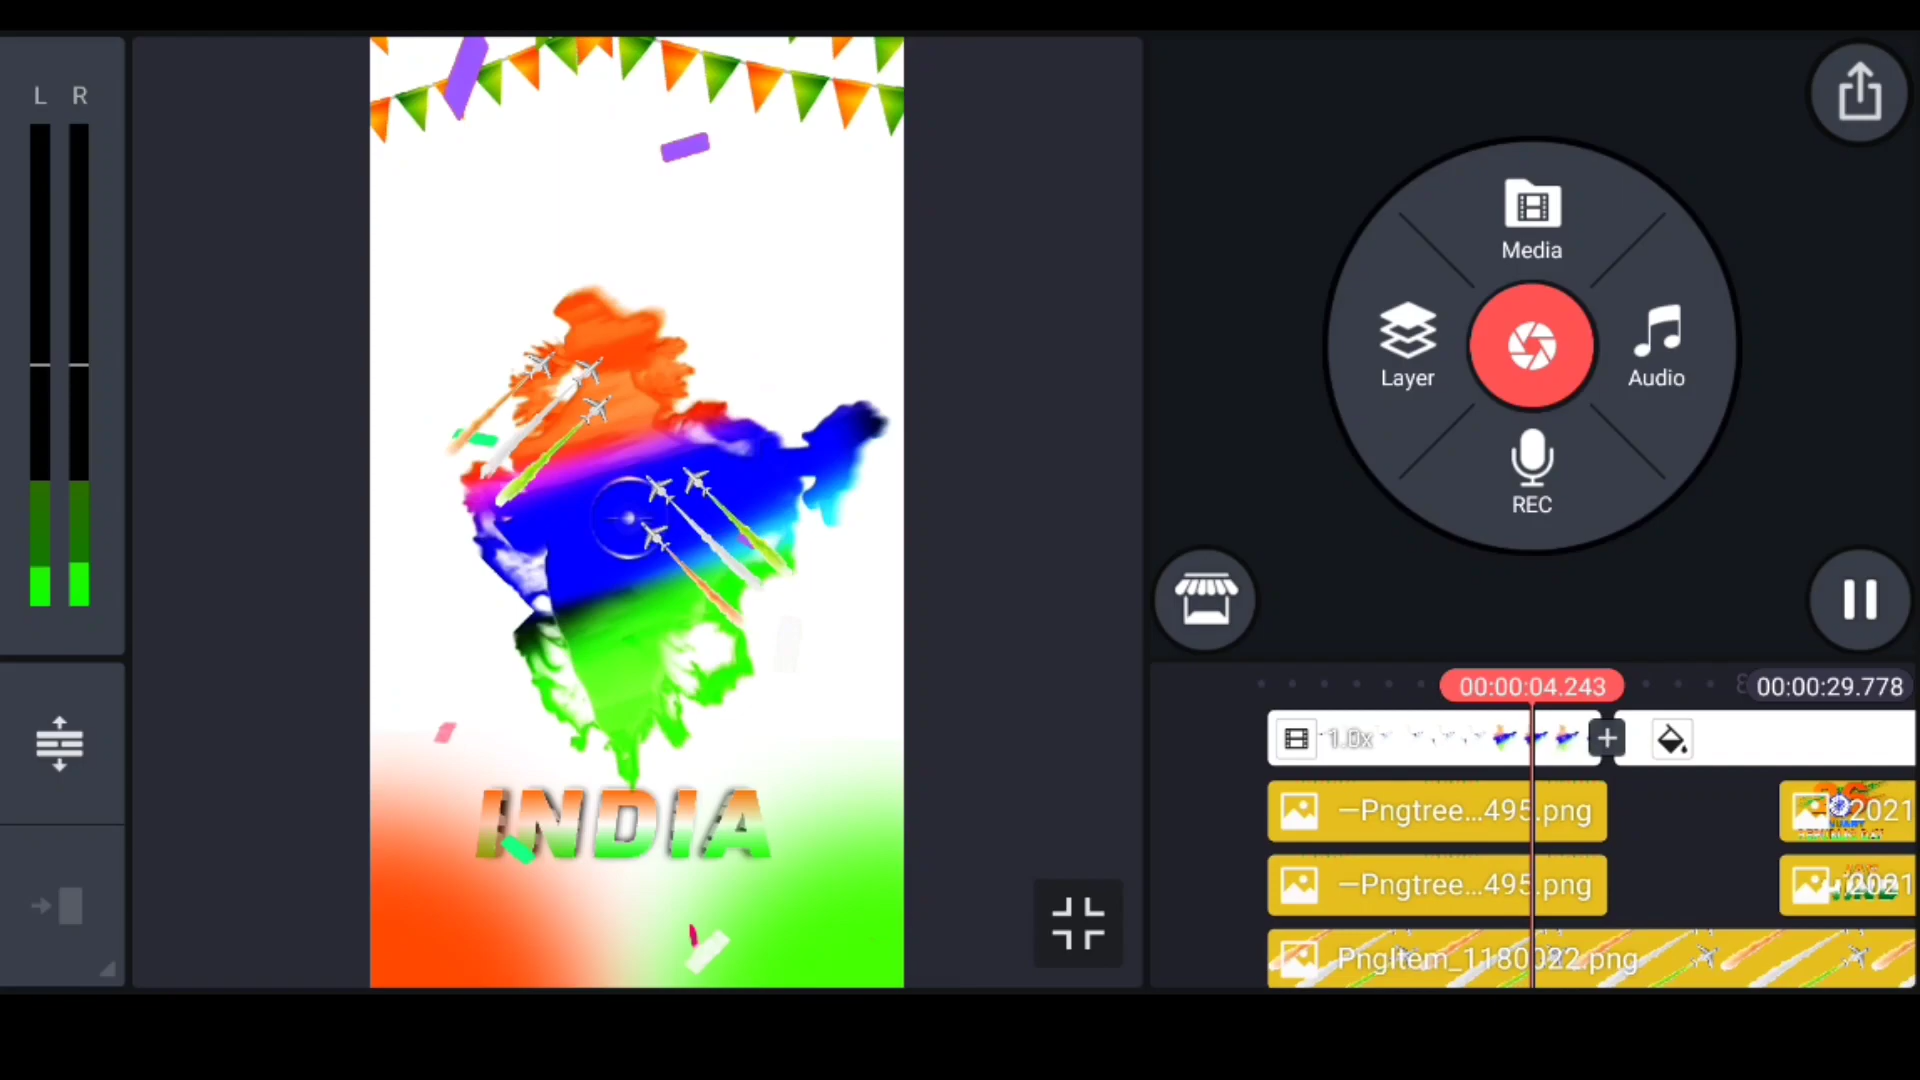 L R
Media
Layer
Audio
REC
INDIA
00:00:04.243
00:00:29.778
1.0x
—Pngtree...495.png
2021
—Pngtree...495.png
2021
PngItem_1180022.png